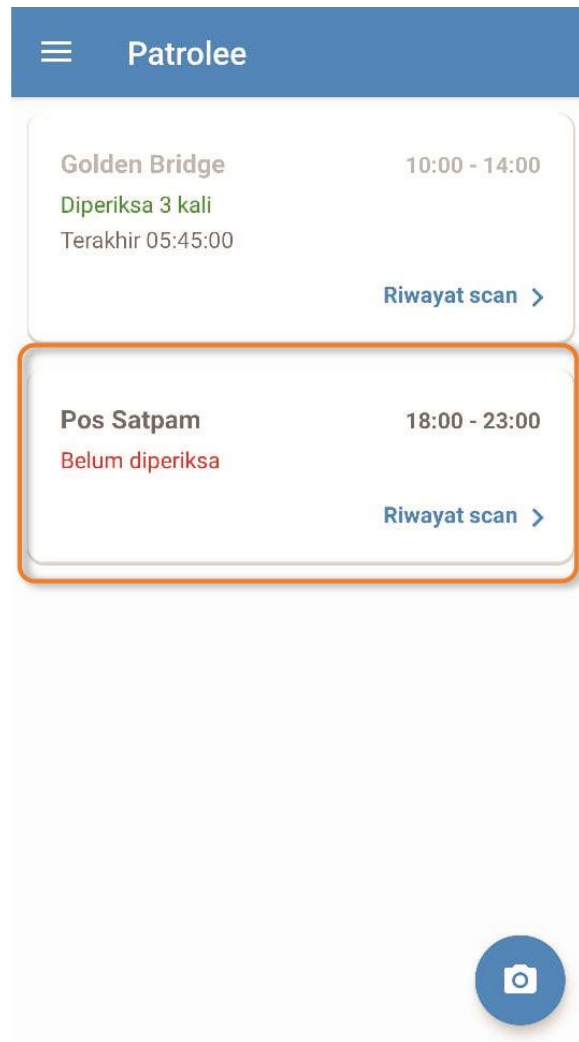 Patrolee
Golden Bridge 10:00 - 14:00
Diperiksa 3 kali
Terakhir 05:45:00
Riwayat scan
Pos Satpam 18:00 - 23:00
Belum diperiksa
Riwayat scan